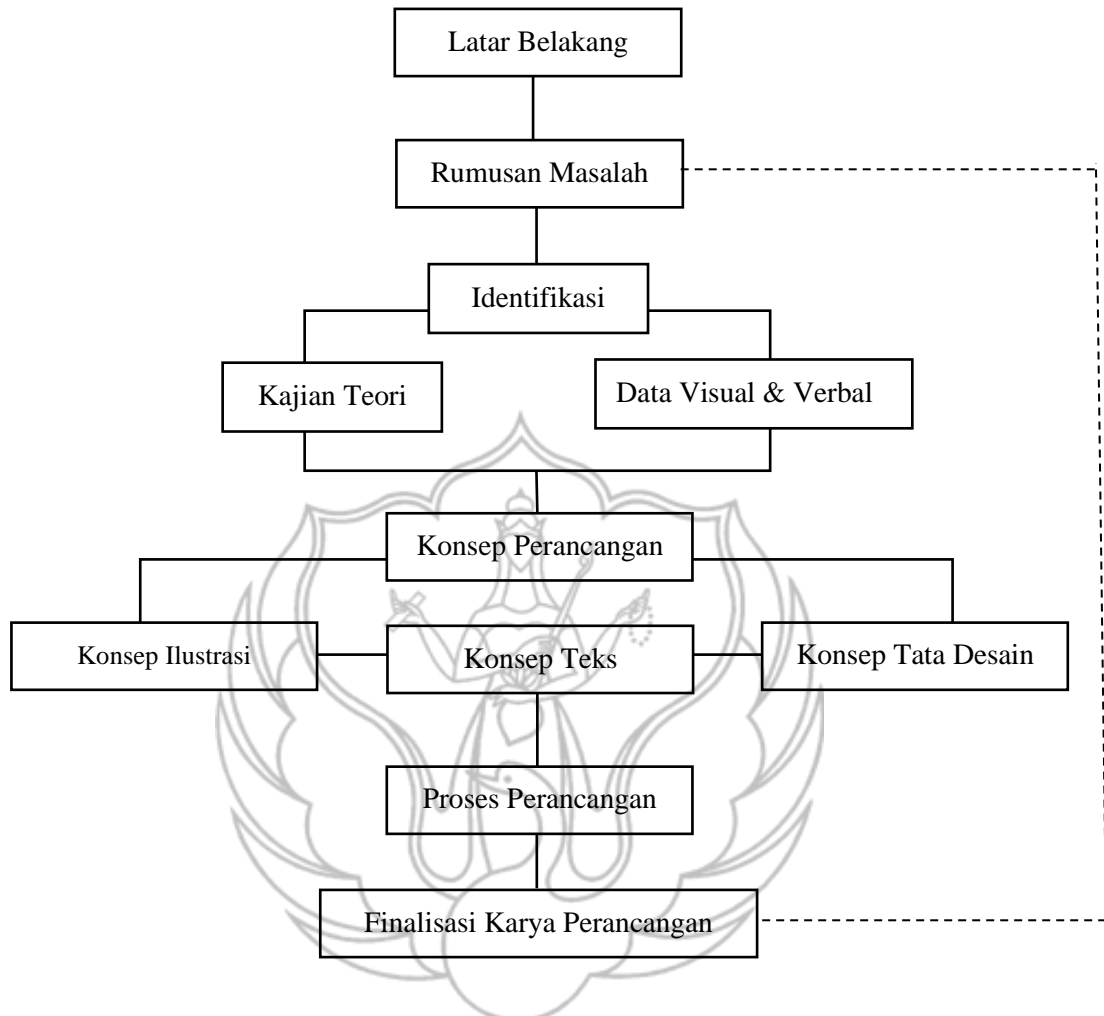 Latar Belakang
Rumusan Masalah
Identifikasi
Kajian Teori
Data Visual & Verbal
Konsep Perancangan
Konsep Ilustrasi
Konsep Teks
Konsep Tata Desain
Proses Perancangan
Finalisasi Karya Perancangan